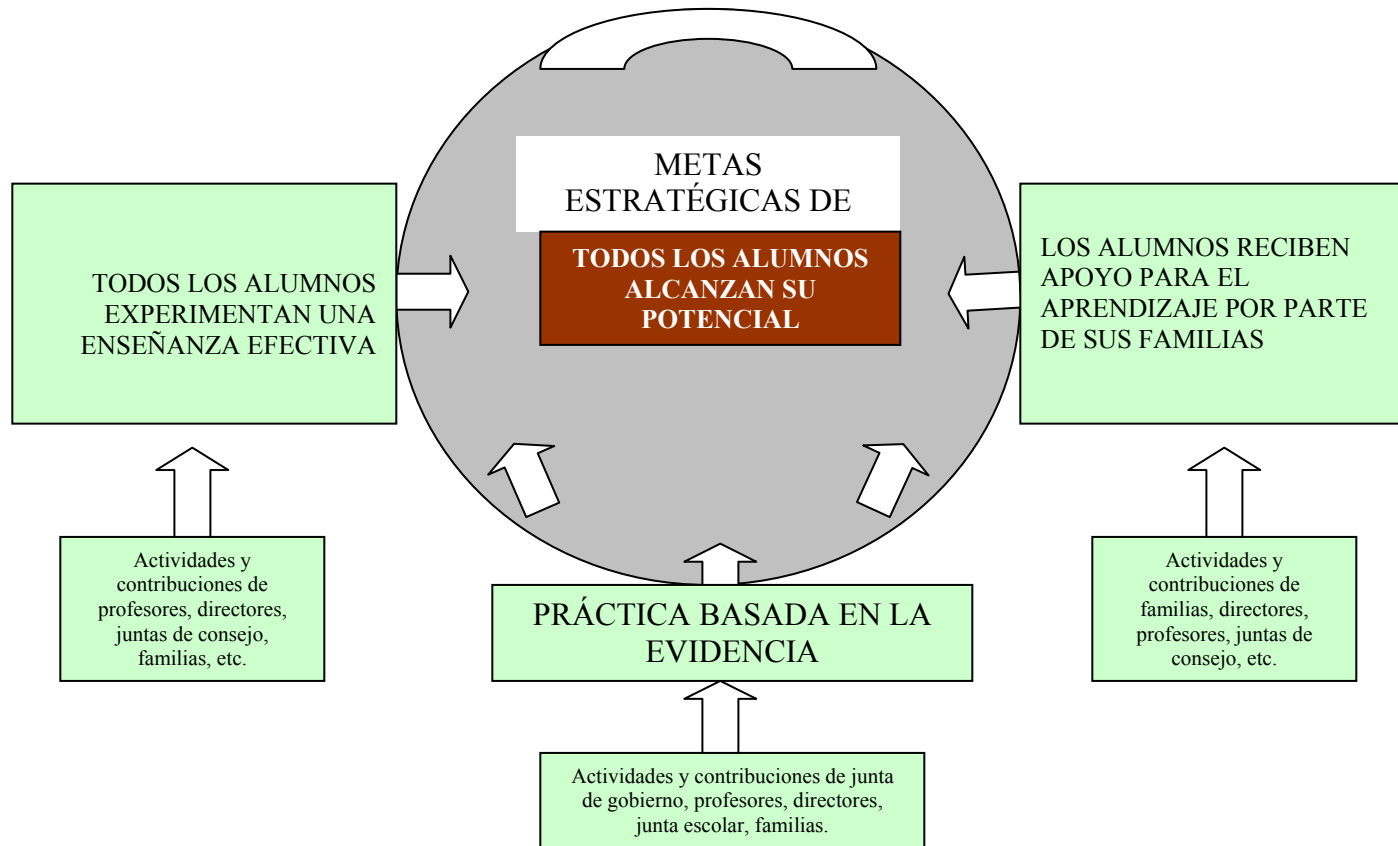 METAS
ESTRATÉGICAS DE
TODOS LOS ALUMNOS
ALCANZAN SU
POTENCIAL
TODOS LOS ALUMNOS
EXPERIMENTAN UNA
ENSEÑANZA EFECTIVA
LOS ALUMNOS RECIBEN
APOYO PARA EL
APRENDIZAJE POR PARTE
DE SUS FAMILIAS
Actividades y
contribuciones de
profesores, directores,
juntas de consejo,
familias, etc.
PRÁCTICA BASADA EN LA
EVIDENCIA
Actividades y
contribuciones de
familias, directores,
profesores, juntas de
consejo, etc.
Actividades y contribuciones de junta
de gobierno, profesores, directores,
junta escolar, familias.